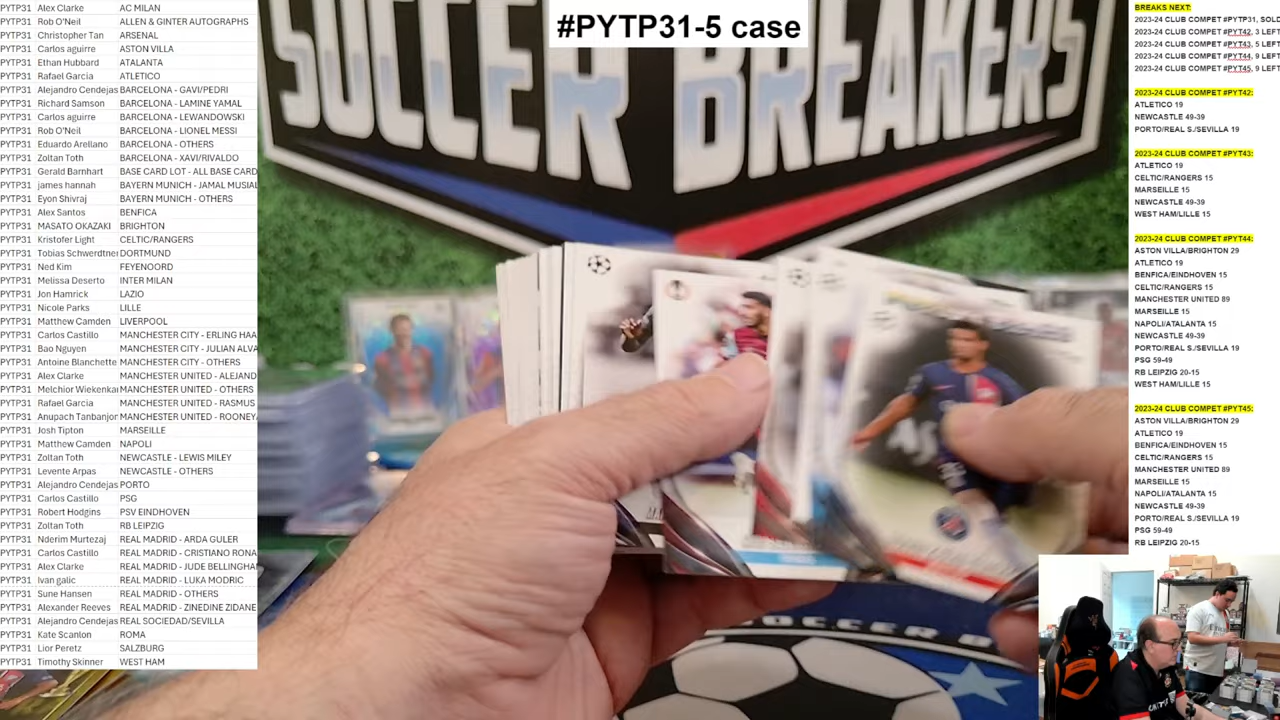 #PYTP31-5 case
SOCCER BREAKERS
PYTP31 Alex Clarke AC MILAN
PYTP31 Rob O'Neil ALLEN & GINTER AUTOGRAPHS
PYTP31 Christopher Tan ARSENAL
PYTP31 Carlos aguirre ASTON VILLA
PYTP31 Ethan Hubbard ATALANTA
PYTP31 Rafael Garcia ATLETICO
PYTP31 Alejandro Cendejas BARCELONA - GAVI/PEDRI
PYTP31 Richard Samson BARCELONA - LAMINE YAMAL
PYTP31 Carlos aguirre BARCELONA - LEWANDOWSKI
PYTP31 Rob O'Neil BARCELONA - LIONEL MESSI
PYTP31 Eduardo Arellano BARCELONA - OTHERS
PYTP31 Zoltan Toth BARCELONA - XAVI/RIVALDO
PYTP31 Gerald Barnhart BASE CARD LOT - ALL BASE CARD
PYTP31 james hannah BAYERN MUNICH - JAMAL MUSIAL
PYTP31 Eyon Shivraj BAYERN MUNICH - OTHERS
PYTP31 Alex Santos BENFICA
PYTP31 MASATO OKAZAKI BRIGHTON
PYTP31 Kristofer Light CELTIC/RANGERS
PYTP31 Tobias Schwerdtner DORTMUND
PYTP31 Ned Kim FEYENOORD
PYTP31 Melissa Deserto INTER MILAN
PYTP31 Jon Hamrick LAZIO
PYTP31 Nicole Parks LILLE
PYTP31 Matthew Camden LIVERPOOL
PYTP31 Carlos Castillo MANCHESTER CITY - ERLING HAA
PYTP31 Bao Nguyen MANCHESTER CITY - JULIAN ALVA
PYTP31 Antoine Blanchette MANCHESTER CITY - OTHERS
PYTP31 Alex Clarke MANCHESTER UNITED - ALEJAND
PYTP31 Melchior Wiekenkar MANCHESTER UNITED - OTHERS
PYTP31 Rafael Garcia MANCHESTER UNITED - RASMUS
PYTP31 Anupach Tanbanjor MANCHESTER UNITED - ROONEY
PYTP31 Josh Tipton MARSEILLE
PYTP31 Matthew Camden NAPOLI
PYTP31 Zoltan Toth NEWCASTLE - LEWIS MILEY
PYTP31 Levente Arpas NEWCASTLE - OTHERS
PYTP31 Alejandro Cendejas PORTO
PYTP31 Carlos Castillo PSG
PYTP31 Robert Hodgins PSV EINDHOVEN
PYTP31 Zoltan Toth RB LEIPZIG
PYTP31 Nderim Murtezaj REAL MADRID - ARDA GULER
PYTP31 Carlos Castillo REAL MADRID - CRISTIANO RONA
PYTP31 Alex Clarke REAL MADRID - JUDE BELLINGHA
PYTP31 Ivan galic REAL MADRID - LUKA MODRIC
PYTP31 Sune Hansen REAL MADRID - OTHERS
PYTP31 Alexander Reeves REAL MADRID - ZINEDINE ZIDANE
PYTP31 Alejandro Cendejas REAL SOCIEDAD/SEVILLA
PYTP31 Kate Scanlon ROMA
PYTP31 Lior Peretz SALZBURG
PYTP31 Timothy Skinner WEST HAM
BREAKS NEXT:
2023-24 CLUB COMPET #PYTP31, SOLD
2023-24 CLUB COMPET #PYT42, 3 LEFT
2023-24 CLUB COMPET #PYT43, 5 LEFT
2023-24 CLUB COMPET #PYT44, 9 LEFT
2023-24 CLUB COMPET #PYT45, 9 LEFT
2023-24 CLUB COMPET #PYT42:
ATLETICO 19
NEWCASTLE 49-39
PORTO/REAL S./SEVILLA 19
2023-24 CLUB COMPET #PYT43:
ATLETICO 19
CELTIC/RANGERS 15
MARSEILLE 15
NEWCASTLE 49-39
WEST HAM/LILLE 15
2023-24 CLUB COMPET #PYT44:
ASTON VILLA/BRIGHTON 29
ATLETICO 19
BENFICA/EINDHOVEN 15
CELTIC/RANGERS 15
MANCHESTER UNITED 89
MARSEILLE 15
NAPOLI/ATALANTA 15
NEWCASTLE 49-39
PORTO/REAL S./SEVILLA 19
PSG 59-49
RB LEIPZIG 20-15
WEST HAM/LILLE 15
2023-24 CLUB COMPET #PYT45:
ASTON VILLA/BRIGHTON 29
ATLETICO 19
BENFICA/EINDHOVEN 15
CELTIC/RANGERS 15
MANCHESTER UNITED 89
MARSEILLE 15
NAPOLI/ATALANTA 15
NEWCASTLE 49-39
PORTO/REAL S./SEVILLA 19
PSG 59-49
RB LEIPZIG 20-15
SOCCER B